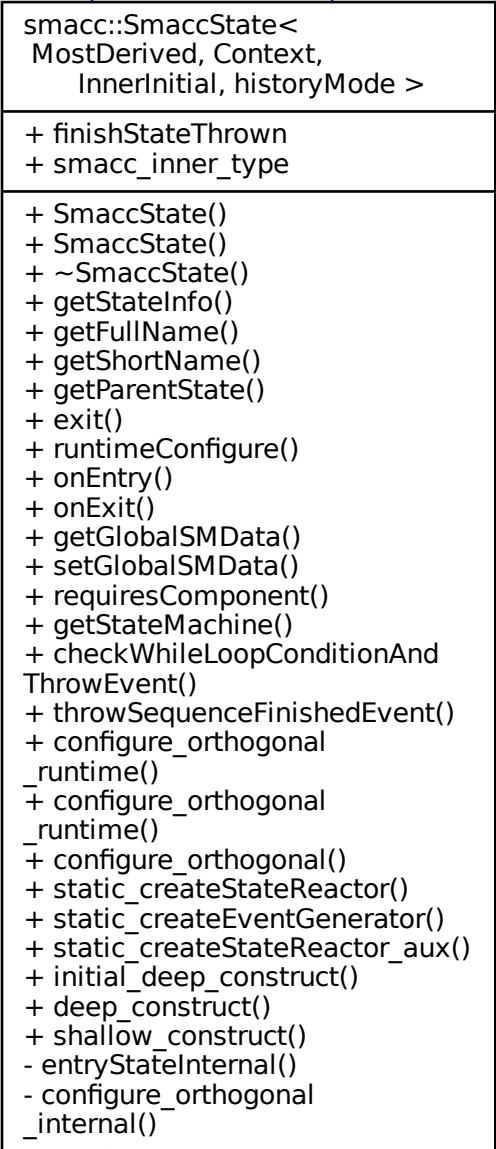 smacc::SmaccState<
MostDerived, Context,
InnerInitial, historyMode >
+ finishStateThrown
+ smacc_inner_type
+ SmaccState()
+ SmaccState()
+ ~SmaccState()
+ getStateInfo()
+ getFullName()
+ getShortName()
+ getParentState()
+ exit()
+ runtimeConfigure()
+ onEntry()
+ onExit()
+ getGlobalSMData()
+ setGlobalSMData()
+ requiresComponent()
+ getStateMachine()
+ checkWhileLoopConditionAnd
ThrowEvent()
+ throwSequenceFinishedEvent()
+ configure_orthogonal
_runtime()
+ configure_orthogonal
_runtime()
+ configure_orthogonal()
+ static_createStateReactor()
+ static_createEventGenerator()
+ static_createStateReactor_aux()
+ initial_deep_construct()
+ deep_construct()
+ shallow_construct()
- entryStateInternal()
- configure_orthogonal
_internal()